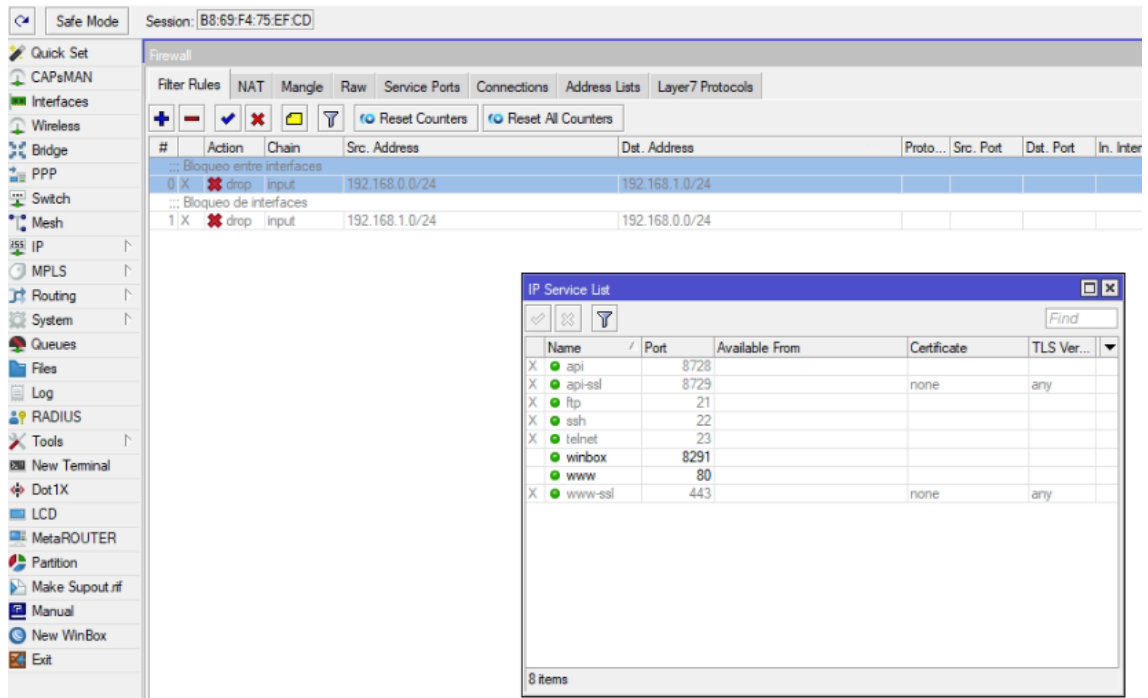 Safe Mode Session: B8:69:F4:75:EF:CD
Quick Set
CAPsMAN
Interfaces
Wireless
Bridge
PPP
Switch
Mesh
IP
MPLS
Routing
System
Queues
Files
Log
RADIUS
Tools
New Terminal
Dot1X
LCD
MetaROUTER
Partition
Make Supout.rif
Manual
New WinBox
Exit
Firewall
Filter Rules NAT Mangle Raw Service Ports Connections Address Lists Layer7 Protocols
Reset Counters Reset All Counters
# Action Chain Src. Address Dst. Address Proto... Src. Port Dst. Port In. Inter
::: Bloqueo entre interfaces
0 X drop input 192.168.0.0/24 192.168.1.0/24
::: Bloqueo de interfaces
1 X drop input 192.168.1.0/24 192.168.0.0/24
IP Service List
Find
Name / Port Available From Certificate TLS Ver...
X api 8728
X api-ssl 8729 none any
X ftp 21
X ssh 22
X telnet 23
winbox 8291
www 80
X www-ssl 443 none any
8 items